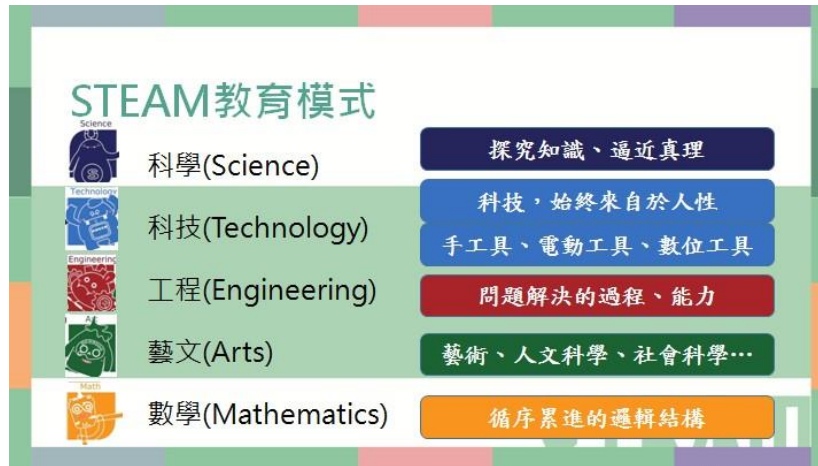 STEAM教育模式
Science
科學(Science)
探究知識、逼近真理
Technology
科技(Technology)
科技，始終來自於人性
手工具、電動工具、數位工具
Engineering
工程(Engineering)
問題解決的過程、能力
Art
藝文(Arts)
藝術、人文科學、社會科學…
Math
數學(Mathematics)
循序累進的邏輯結構